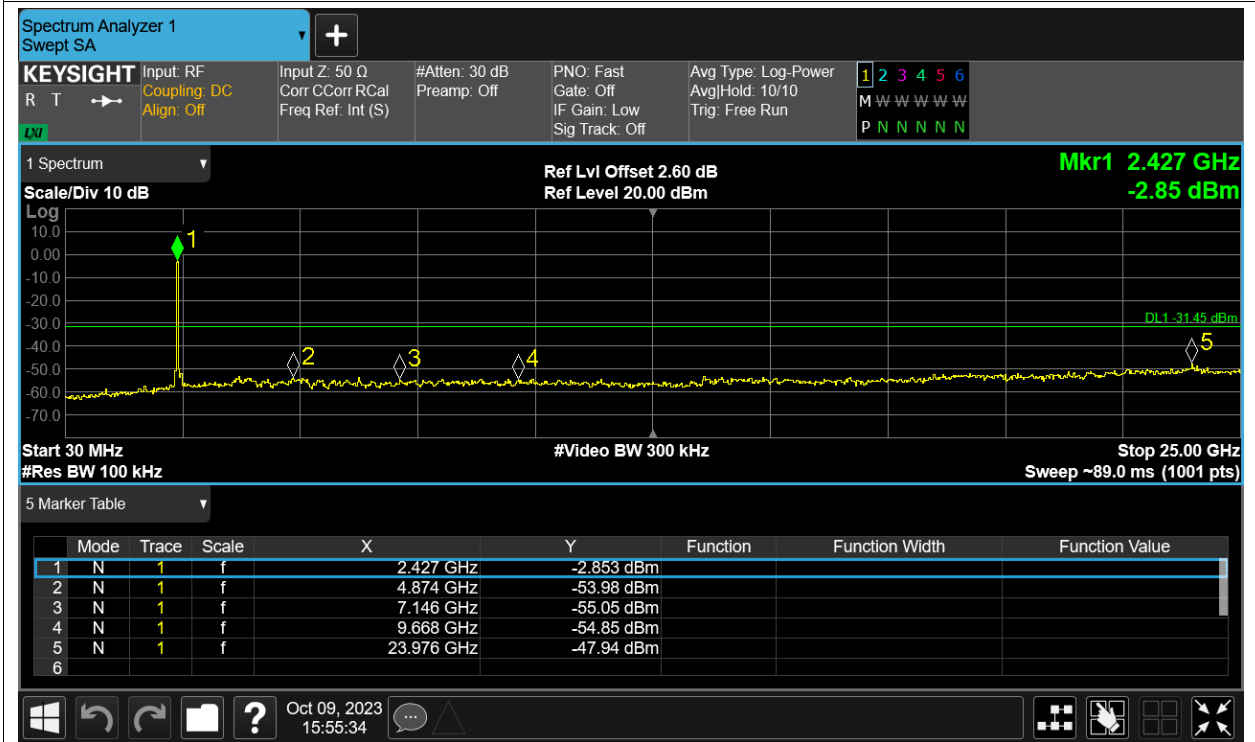 Spectrum Analyzer 1
Swept SA
KEYSIGHT
R T
LXI
Input: RF
Coupling: DC
Align: Off
Input Z: 50 Ω
Corr CCorr RCal
Freq Ref: Int (S)
#Atten: 30 dB
Preamp: Off
PNO: Fast
Gate: Off
IF Gain: Low
Sig Track: Off
Avg Type: Log-Power
Avg|Hold: 10/10
Trig: Free Run
1 2 3 4 5 6
M W W W W W
P N N N N N
1 Spectrum
Scale/Div 10 dB
Ref Lvl Offset 2.60 dB
Ref Level 20.00 dBm
Mkr1 2.427 GHz
-2.85 dBm
Log
10.0
0.00
-10.0
-20.0
-30.0
-40.0
-50.0
-60.0
-70.0
1
2
3
4
5
DL1 -31.45 dBm
Start 30 MHz
#Video BW 300 kHz
Stop 25.00 GHz
#Res BW 100 kHz
Sweep ~89.0 ms (1001 pts)
5 Marker Table
Mode Trace Scale X Y Function Function Width Function Value
1 N 1 f 2.427 GHz -2.853 dBm
2 N 1 f 4.874 GHz -53.98 dBm
3 N 1 f 7.146 GHz -55.05 dBm
4 N 1 f 9.668 GHz -54.85 dBm
5 N 1 f 23.976 GHz -47.94 dBm
6
?
Oct 09, 2023
15:55:34